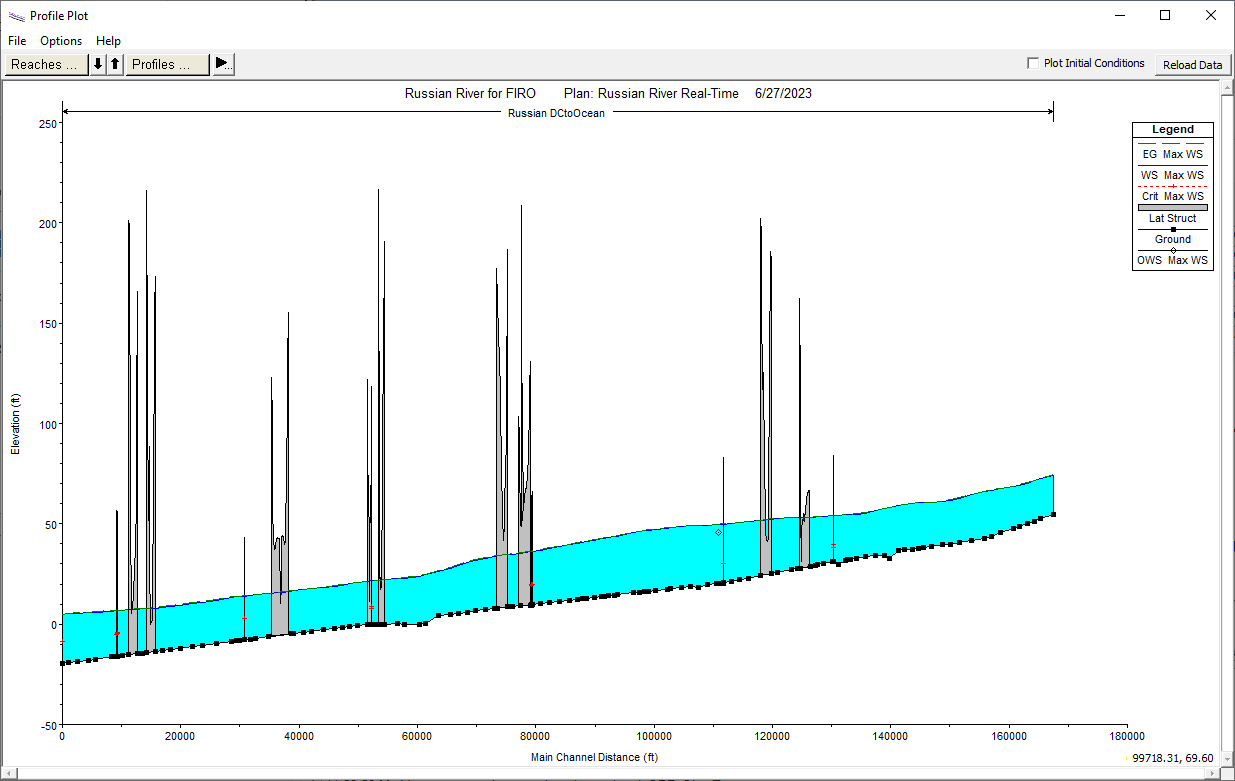 Profile Plot
File Options Help
Reaches ... Profiles ... Plot Initial Conditions Reload Data
Russian River for FIRO Plan: Russian River Real-Time 6/27/2023
Russian DCtoOcean
Legend
EG Max WS
WS Max WS
Crit Max WS
Lat Struct
Ground
OWS Max WS
Elevation (ft)
250
200
150
100
50
0
-50
0 20000 40000 60000 80000 100000 120000 140000 160000 180000
Main Channel Distance (ft)
99718.31, 69.60